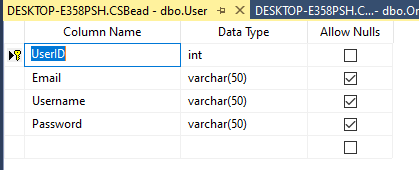 DESKTOP-E358PSH.CSBead - dbo.User
DESKTOP-E358PSH.C...- dbo.Or
Column Name Data Type Allow Nulls
UserID int
Email varchar(50)
Username varchar(50)
Password varchar(50)